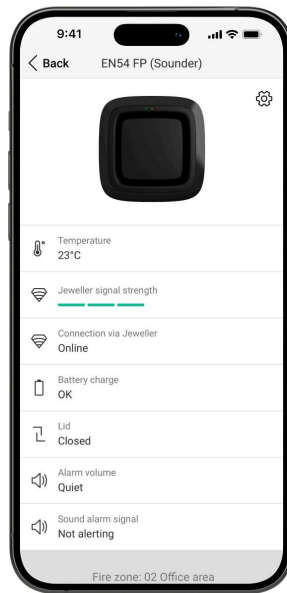 9:41
Back EN54 FP (Sounder)
Temperature
23°C
Jeweller signal strength
Connection via Jeweller
Online
Battery charge
OK
Lid
Closed
Alarm volume
Quiet
Sound alarm signal
Not alerting
Fire zone: 02 Office area